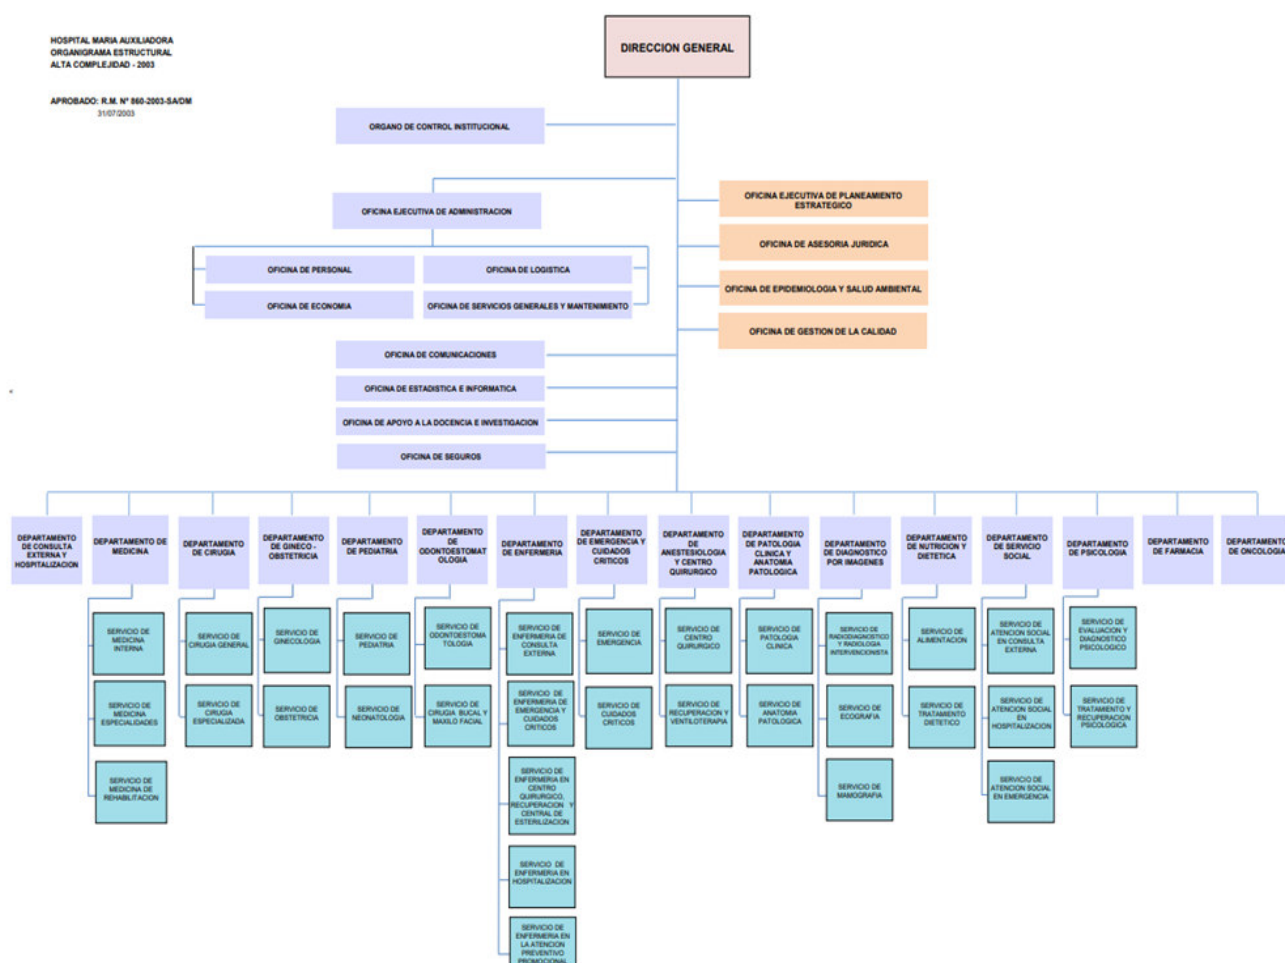 HOSPITAL MARIA AUXILIADORA
ORGANIGRAMA ESTRUCTURAL
ALTA COMPLEJIDAD - 2003
APROBADO: R.M. N° 860-2003-SA/DM
31/07/2003
DIRECCION GENERAL
ORGANO DE CONTROL INSTITUCIONAL
OFICINA EJECUTIVA DE ADMINISTRACION
OFICINA DE PERSONAL
OFICINA DE LOGISTICA
OFICINA DE ECONOMIA
OFICINA DE SERVICIOS GENERALES Y MANTENIMIENTO
OFICINA EJECUTIVA DE PLANEAMIENTO
ESTRATEGICO
OFICINA DE ASESORIA JURIDICA
OFICINA DE EPIDEMIOLOGIA Y SALUD AMBIENTAL
OFICINA DE GESTION DE LA CALIDAD
OFICINA DE COMUNICACIONES
OFICINA DE ESTADISTICA E INFORMATICA
OFICINA DE APOYO A LA DOCENCIA E INVESTIGACION
OFICINA DE SEGUROS
DEPARTAMENTO
DE CONSULTA
EXTERNA Y
HOSPITALIZACION
DEPARTAMENTO DE
MEDICINA
DEPARTAMENTO
DE CIRUGIA
DEPARTAMENTO
DE GINECO -
OBSTETRICIA
DEPARTAMENTO
DE PEDIATRIA
DEPARTAMENTO
DE
ODONTOESTOMAT
OLOGIA
DEPARTAMENTO
DE ENFERMERIA
DEPARTAMENTO
DE EMERGENCIA Y
CUIDADOS
CRITICOS
DEPARTAMENTO
DE
ANESTESIOLOGIA
Y CENTRO
QUIRURGICO
DEPARTAMENTO
DE PATOLOGIA
CLINICA Y
ANATOMIA
PATOLOGICA
DEPARTAMENTO
DE DIAGNOSTICO
POR IMAGENES
DEPARTAMENTO
DE NUTRICION Y
DIETETICA
DEPARTAMENTO
DE SERVICIO
SOCIAL
DEPARTAMENTO
DE PSICOLOGIA
DEPARTAMENTO
DE FARMACIA
DEPARTAMENTO
DE ONCOLOGIA
SERVICIO DE
MEDICINA
INTERNA
SERVICIO DE
MEDICINA
ESPECIALIDADES
SERVICIO DE
MEDICINA DE
REHABILITACION
SERVICIO DE
CIRUGIA GENERAL
SERVICIO DE
CIRUGIA
ESPECIALIZADA
SERVICIO DE
GINECOLOGIA
SERVICIO DE
OBSTETRICIA
SERVICIO DE
PEDIATRIA
SERVICIO DE
NEONATOLOGIA
SERVICIO DE
ODONTOESTOMA
TOLOGIA
SERVICIO DE
CIRUGIA BUCAL Y
MAXILO FACIAL
SERVICIO DE
ENFERMERIA DE
CONSULTA
EXTERNA
SERVICIO DE
ENFERMERIA DE
EMERGENCIA Y
CUIDADOS
CRITICOS
SERVICIO DE
ENFERMERIA EN
CENTRO
QUIRURGICO,
RECUPERACION Y
CENTRAL DE
ESTERILIZACION
SERVICIO DE
ENFERMERIA EN
HOSPITALIZACION
SERVICIO DE
ENFERMERIA EN
LA ATENCION
PREVENTIVO
PROMOCIONAL
SERVICIO DE
EMERGENCIA
SERVICIO DE
CUIDADOS
CRITICOS
SERVICIO DE
CENTRO
QUIRURGICO
SERVICIO DE
RECUPERACION Y
VENTILOTERAPIA
SERVICIO DE
PATOLOGIA
CLINICA
SERVICIO DE
ANATOMIA
PATOLOGICA
SERVICIO DE
RADIODIAGNOSTICO
Y RADIOLOGIA
INTERVENCIONISTA
SERVICIO DE
ECOGRAFIA
SERVICIO DE
MAMOGRAFIA
SERVICIO DE
ALIMENTACION
SERVICIO DE
TRATAMIENTO
DIETETICO
SERVICIO DE
ATENCION SOCIAL
EN CONSULTA
EXTERNA
SERVICIO DE
ATENCION SOCIAL
EN
HOSPITALIZACION
SERVICIO DE
ATENCION SOCIAL
EN EMERGENCIA
SERVICIO DE
EVALUACION Y
DIAGNOSTICO
PSICOLOGICO
SERVICIO DE
TRATAMIENTO Y
RECUPERACION
PSICOLOGICA